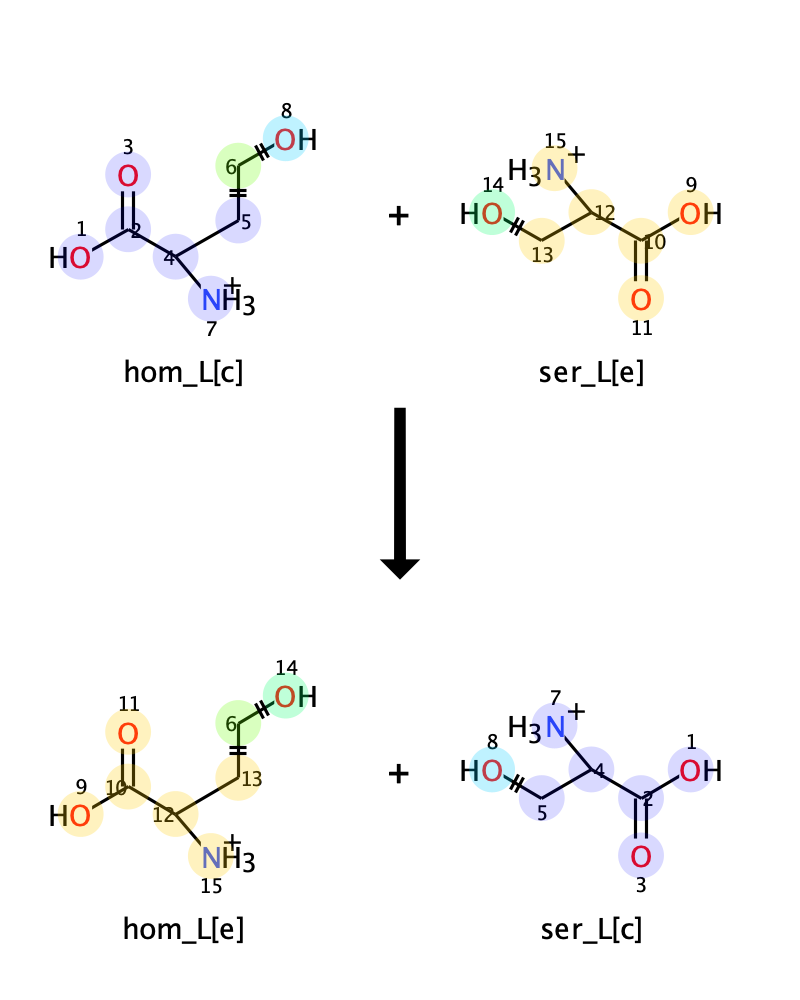 8
OH
3
O
6
1
2
HO
4
5
NH3
+
7
hom_L[c]
+
15
H3N
+
14
HO
9
OH
12
13
10
O
11
ser_L[e]
14
OH
11
O
6
9
10
HO
12
13
NH3
+
15
hom_L[e]
+
7
H3N
+
8
HO
1
OH
4
5
2
O
3
ser_L[c]